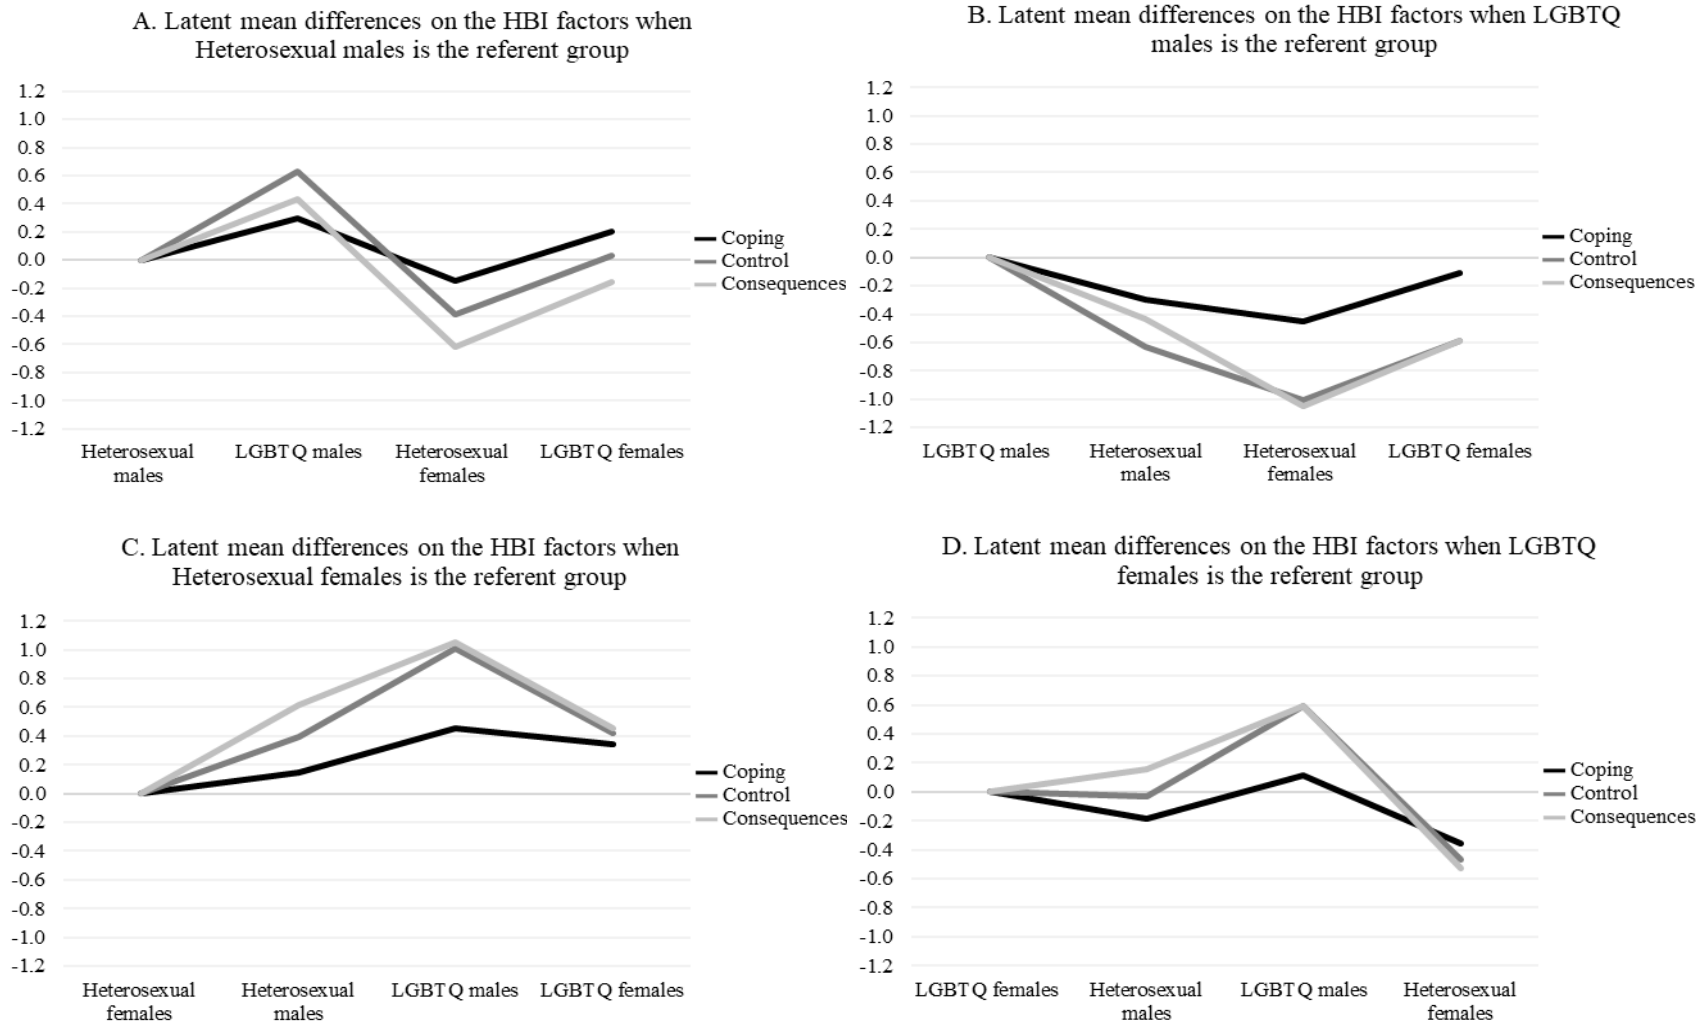 A. Latent mean differences on the HBI factors when
Heterosexual males is the referent group
1.2
1.0
0.8
0.6
0.4
0.2
0.0
-0.2
-0.4
-0.6
-0.8
-1.0
-1.2
Heterosexual
males
LGBTQ males
Heterosexual
females
LGBTQ females
Coping
Control
Consequences
B. Latent mean differences on the HBI factors when LGBTQ
males is the referent group
1.2
1.0
0.8
0.6
0.4
0.2
0.0
-0.2
-0.4
-0.6
-0.8
-1.0
-1.2
LGBTQ males
Heterosexual
males
Heterosexual
females
LGBTQ females
Coping
Control
Consequences
C. Latent mean differences on the HBI factors when
Heterosexual females is the referent group
1.2
1.0
0.8
0.6
0.4
0.2
0.0
-0.2
-0.4
-0.6
-0.8
-1.0
-1.2
Heterosexual
females
Heterosexual
males
LGBTQ males
LGBTQ females
Coping
Control
Consequences
D. Latent mean differences on the HBI factors when LGBTQ
females is the referent group
1.2
1.0
0.8
0.6
0.4
0.2
0.0
-0.2
-0.4
-0.6
-0.8
-1.0
-1.2
LGBTQ females
Heterosexual
males
LGBTQ males
Heterosexual
females
Coping
Control
Consequences